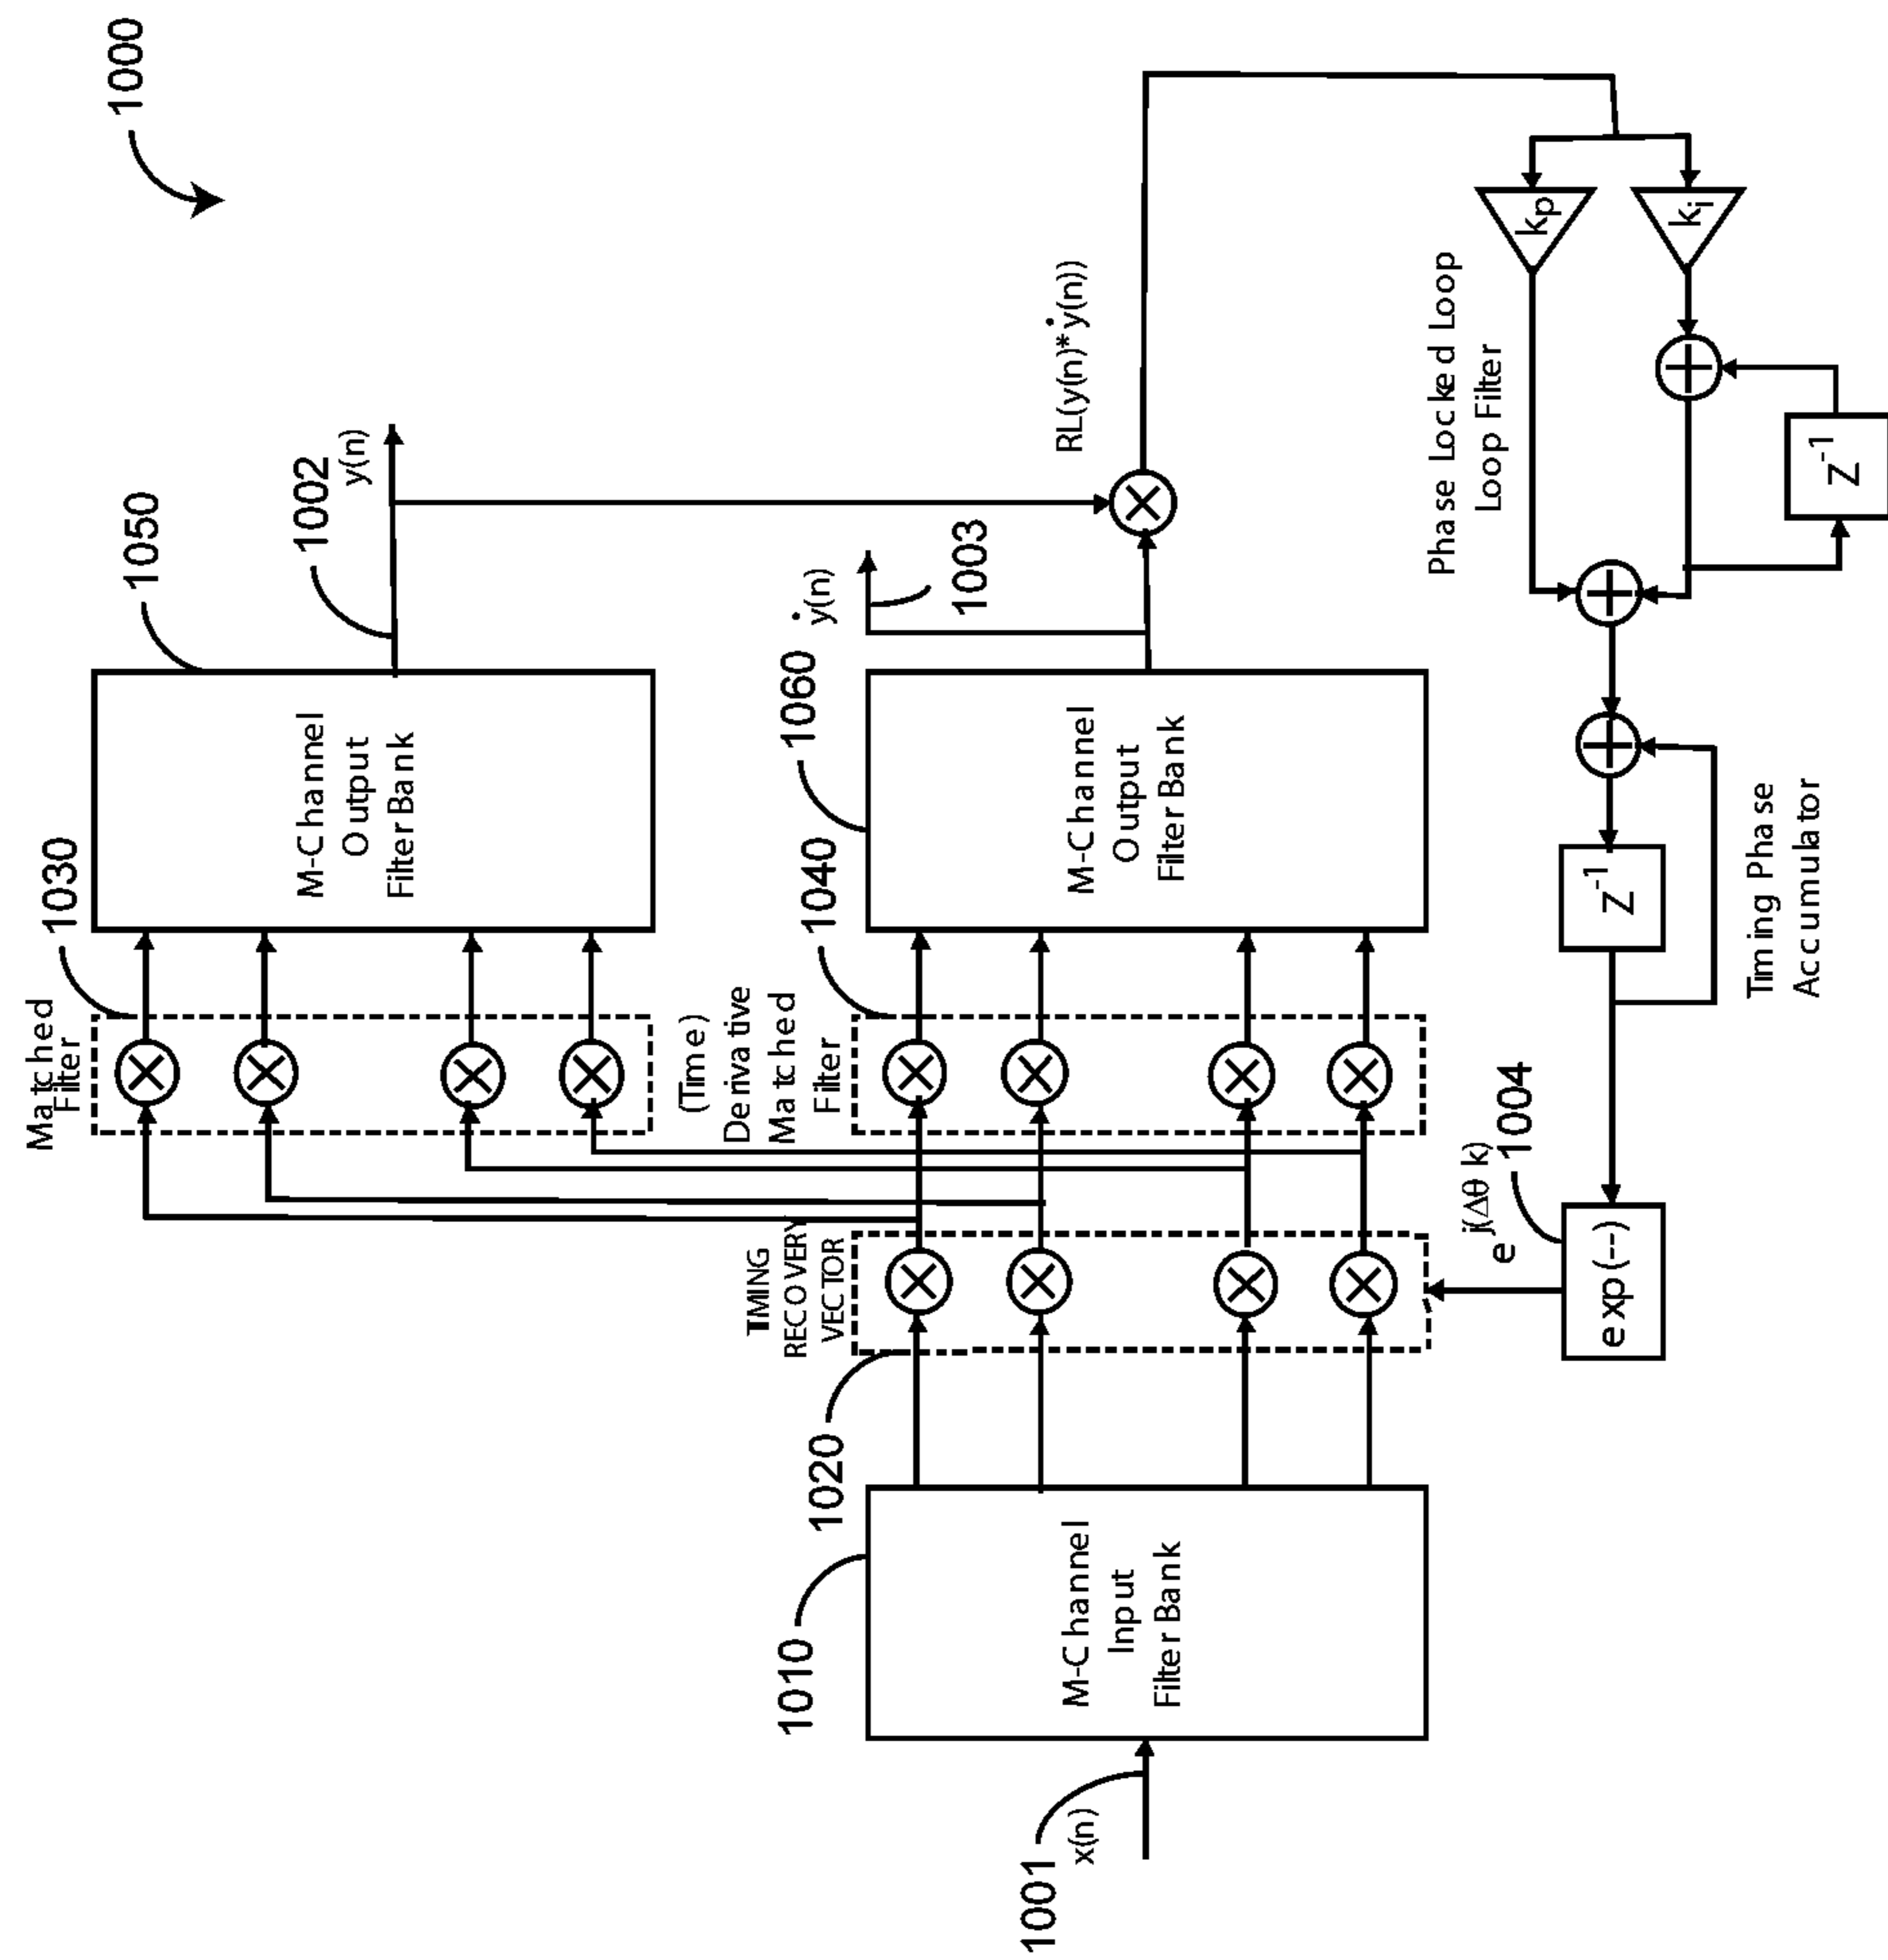 1000
1050
1002
y(n)
M-Channel
Output
Filter Bank
1030
Matched
Filter
1060
ẏ(n)
1003
RL(y(n)*ẏ(n))
M-Channel
Output
Filter Bank
1040
(Time)
Derivative
Matched
Filter
TMING
RECOVERY
VECTOR
1020
1010
M-Channel
Input
Filter Bank
1001
x(n)
Phase Locked Loop
Loop Filter
kp
ki
Z-1
Z-1
Timing Phase
Accumulator
1004
e j(Δθ k)
exp (--)